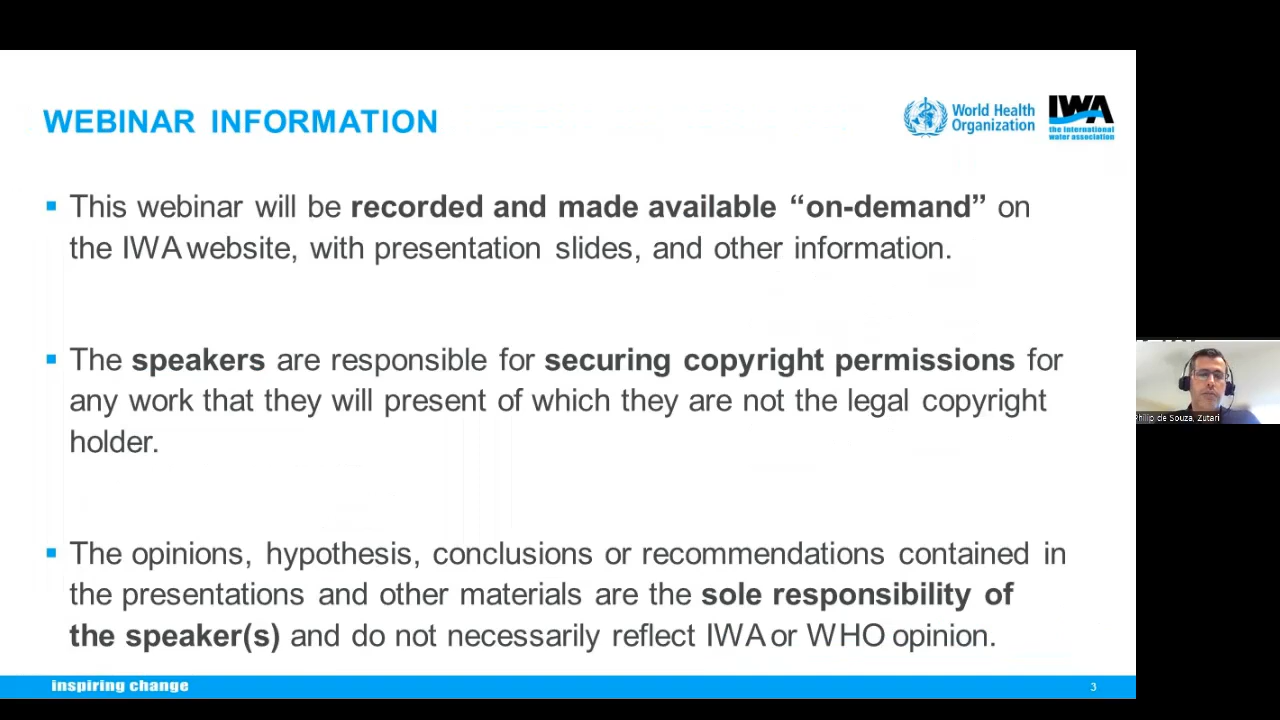 WEBINAR INFORMATION
World Health
Organization
IWA
the international
water association
▪ This webinar will be recorded and made available “on-demand” on
the IWA website, with presentation slides, and other information.
▪ The speakers are responsible for securing copyright permissions for
any work that they will present of which they are not the legal copyright
holder.
▪ The opinions, hypothesis, conclusions or recommendations contained in
the presentations and other materials are the sole responsibility of
the speaker(s) and do not necessarily reflect IWA or WHO opinion.
inspiring change
3
Philip de Souza, Zutari